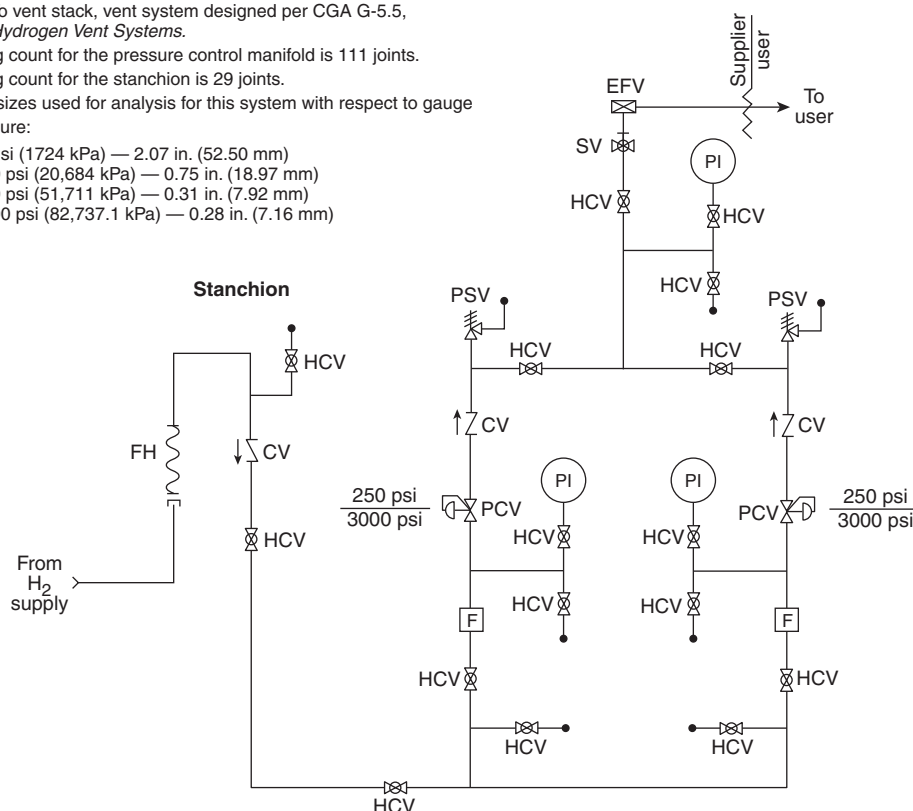 o vent stack, vent system designed per CGA G-5.5,
Hydrogen Vent Systems.
g count for the pressure control manifold is 111 joints.
g count for the stanchion is 29 joints.
sizes used for analysis for this system with respect to gauge
ure:
si (1724 kPa) — 2.07 in. (52.50 mm)
psi (20,684 kPa) — 0.75 in. (18.97 mm)
psi (51,711 kPa) — 0.31 in. (7.92 mm)
00 psi (82,737.1 kPa) — 0.28 in. (7.16 mm)
Supplier
user
EFV
To
user
SV
PI
HCV
HCV
HCV
Stanchion
PSV
PSV
HCV
HCV
HCV
FH
CV
CV
CV
PI
PI
250 psi
3000 psi
PCV
PCV
250 psi
3000 psi
HCV
HCV
HCV
From
H2
supply
HCV
HCV
F
F
HCV
HCV
HCV
HCV
HCV